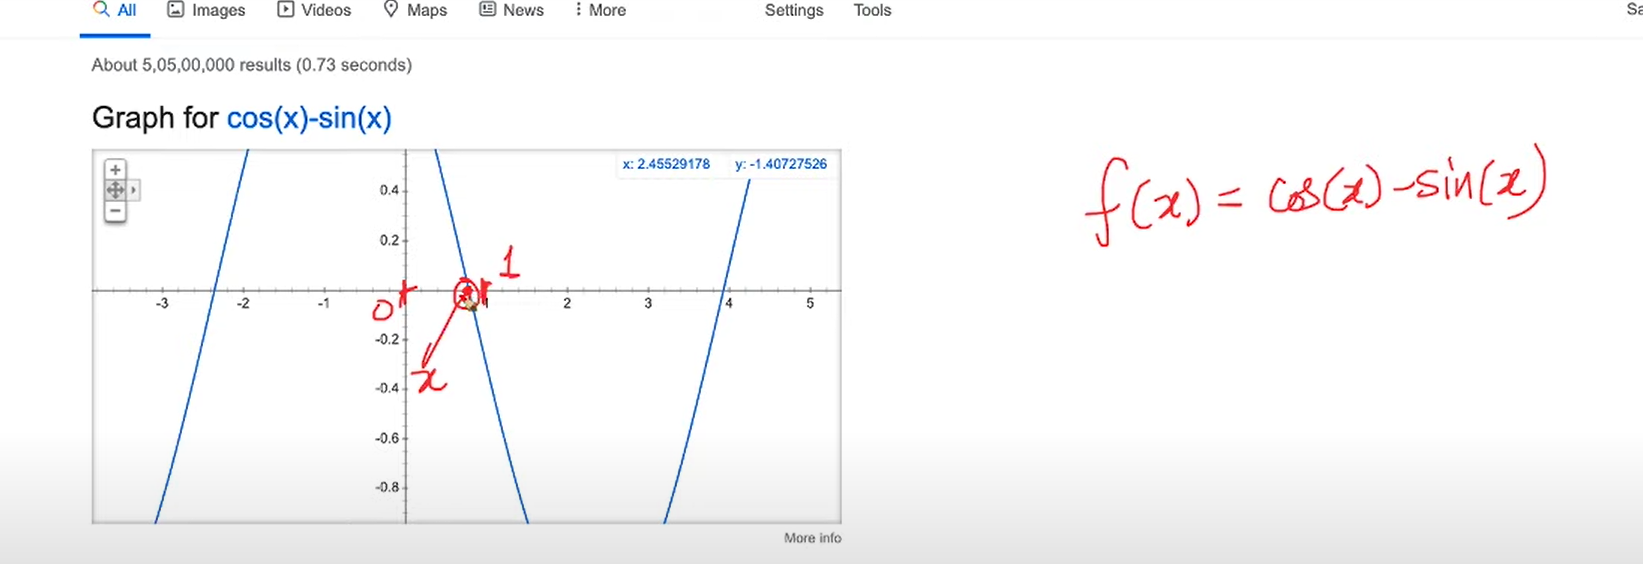 All Images Videos Maps News More Settings Tools
About 5,05,00,000 results (0.73 seconds)
Graph for cos(x)-sin(x)
x: 2.45529178 y: -1.40727526
f(x) = cos(x) - sin(x)
0.4
0.2
1
-3 -2 -1 1 2 3 4 5
0
-0.2
x
-0.4
-0.6
-0.8
More info